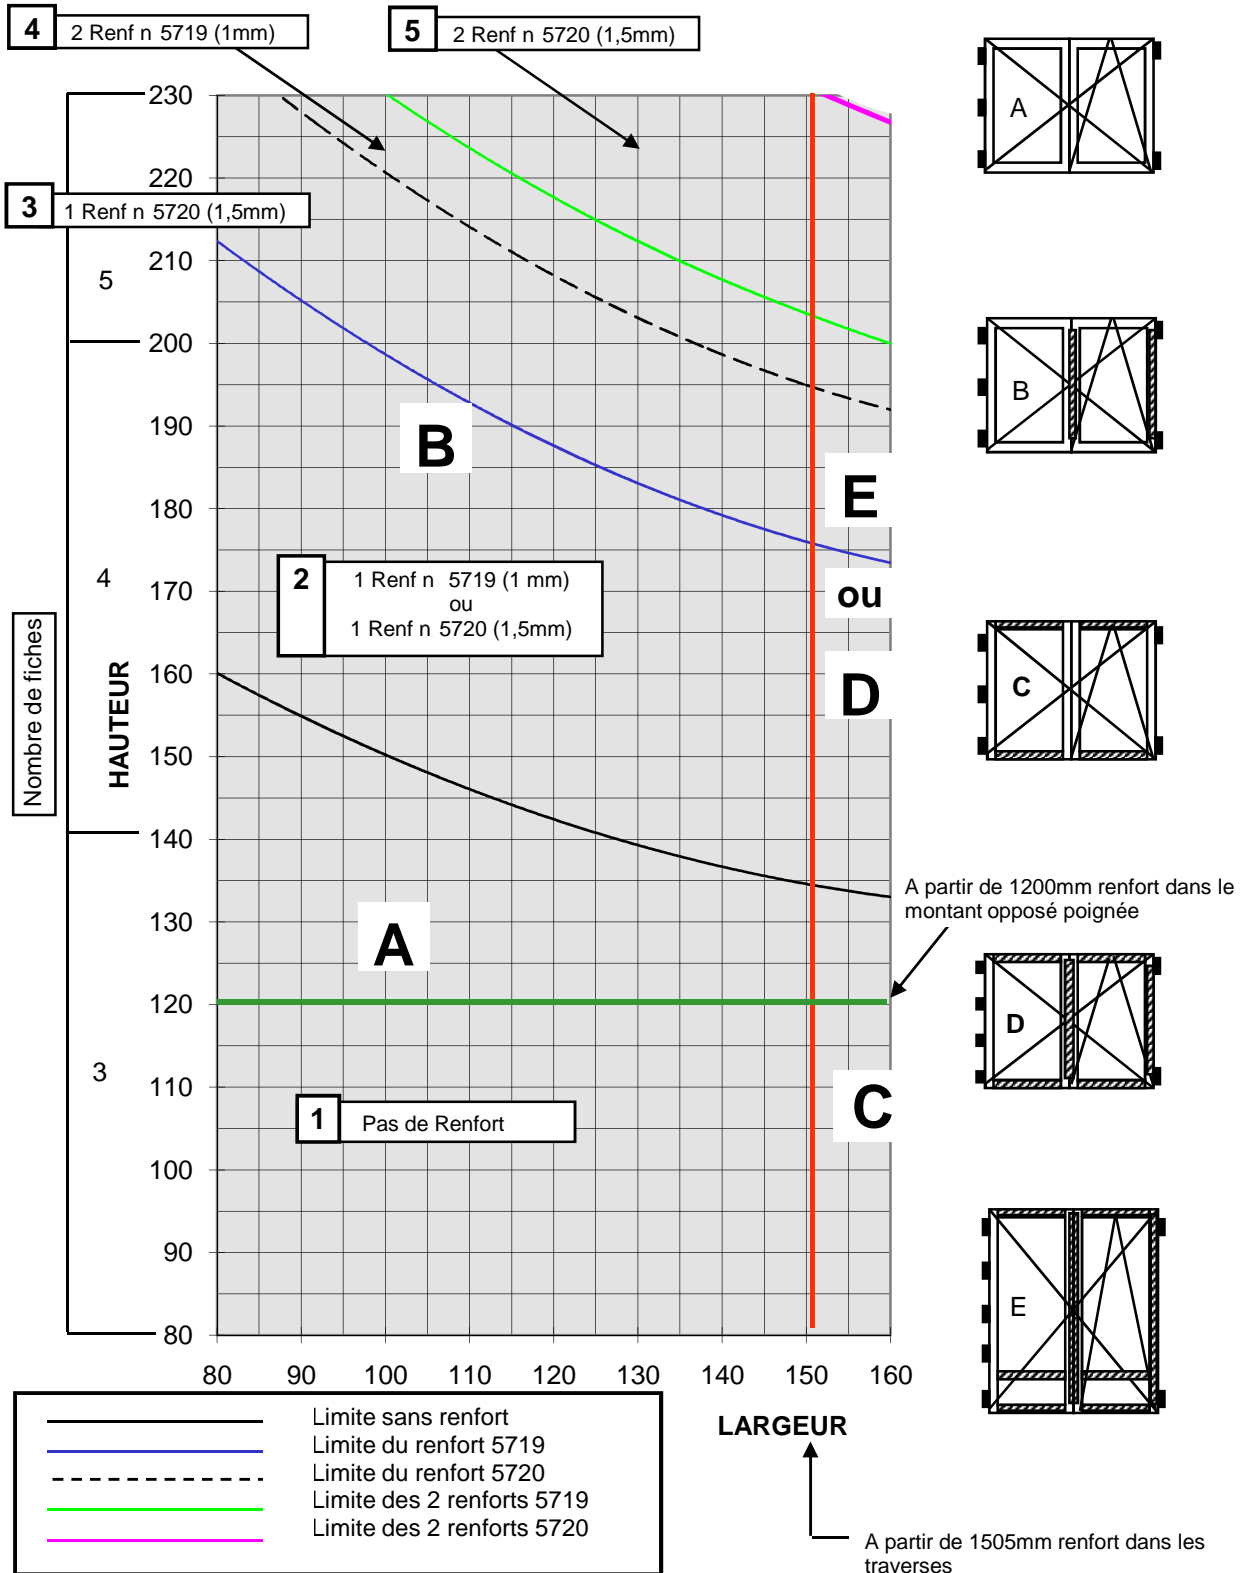 4
2 Renf n 5719 (1mm)
5
2 Renf n 5720 (1,5mm)
3
1 Renf n 5720 (1,5mm)
230
220
210
200
190
180
170
160
150
140
130
120
110
100
90
80
5
4
3
Nombre de fiches
HAUTEUR
B
E
ou
D
2
1 Renf n 5719 (1 mm)
ou
1 Renf n 5720 (1,5mm)
A
C
1
Pas de Renfort
80 90 100 110 120 130 140 150 160
LARGEUR
A partir de 1200mm renfort dans le
montant opposé poignée
A partir de 1505mm renfort dans les
traverses
A
B
C
D
E
Limite sans renfort
Limite du renfort 5719
Limite du renfort 5720
Limite des 2 renforts 5719
Limite des 2 renforts 5720